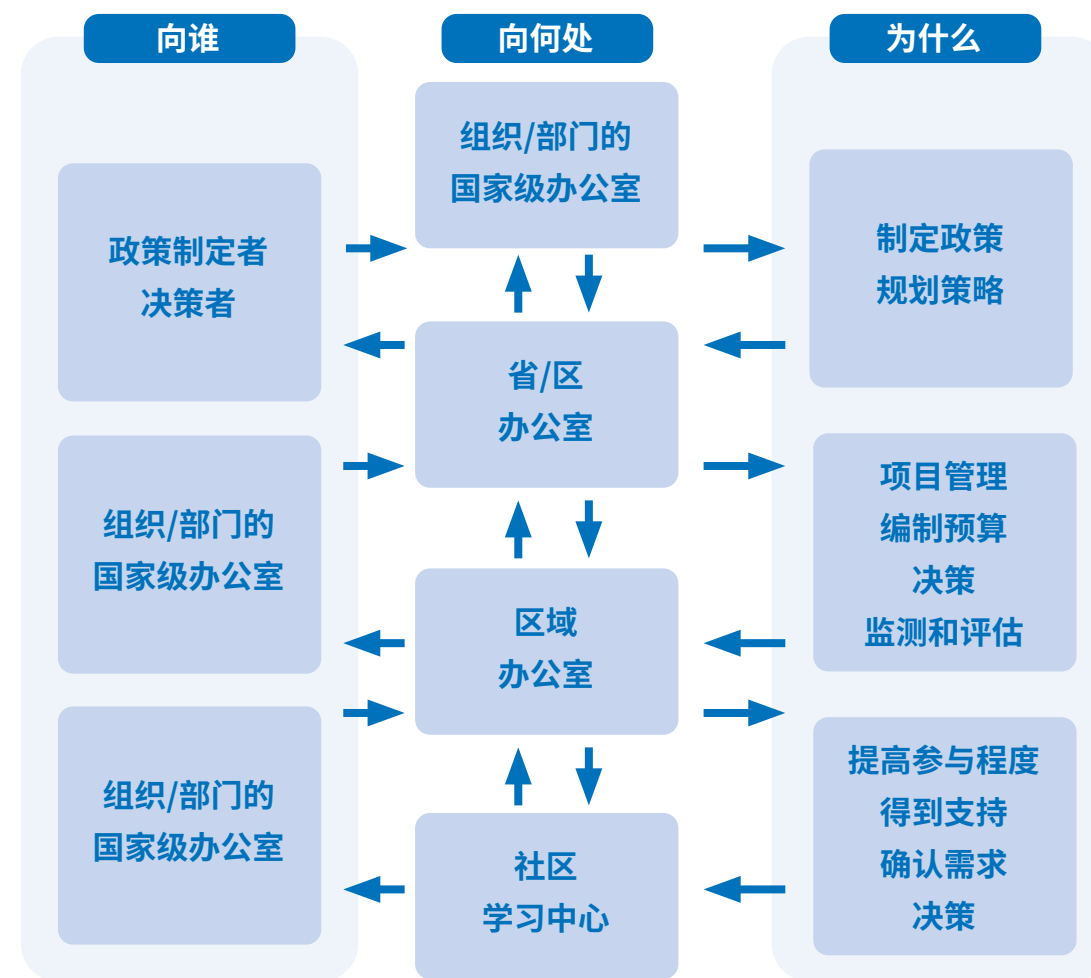 向谁
政策制定者
决策者
组织/部门的
国家级办公室
组织/部门的
国家级办公室
向何处
组织/部门的
国家级办公室
省/区
办公室
区域
办公室
社区
学习中心
为什么
制定政策
规划策略
项目管理
编制预算
决策
监测和评估
提高参与程度
得到支持
确认需求
决策